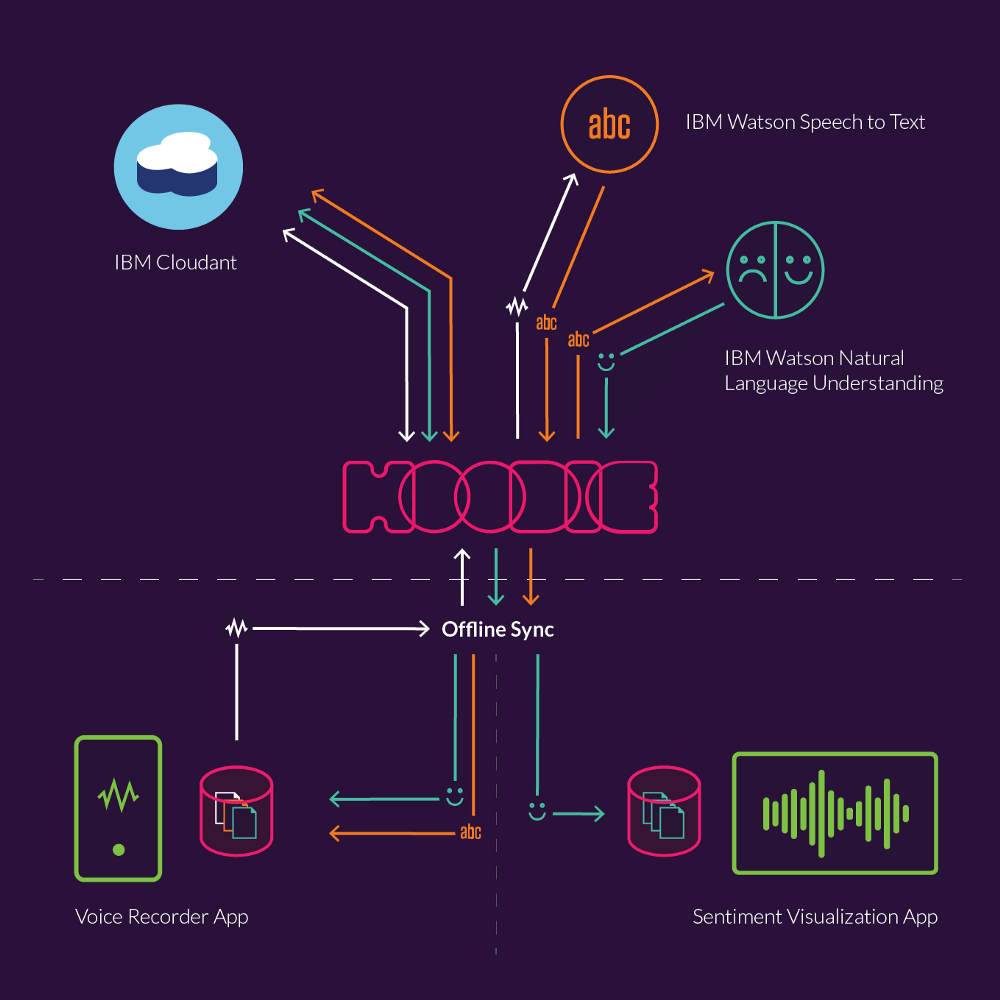 abc
IBM Watson Speech to Text
IBM Cloudant
abc
abc
IBM Watson Natural
Language Understanding
HOODIE
Offline Sync
abc
Voice Recorder App
Sentiment Visualization App